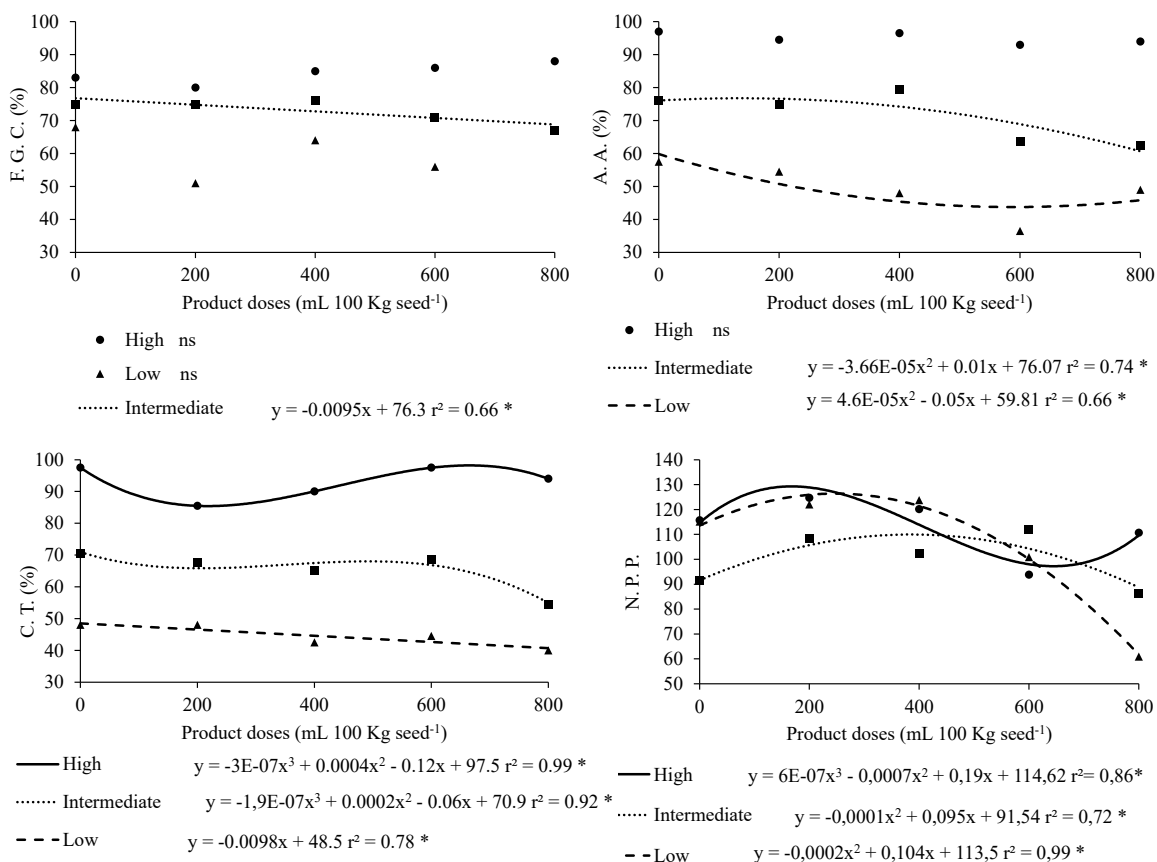 100
90
80
70
60
50
40
30
F. G. C. (%)
0 200 400 600 800
Product doses (mL 100 Kg seed-1)
● High ns
▲ Low ns
Intermediate y = -0.0095x + 76.3 r² = 0.66 *
100
90
80
70
60
50
40
30
A. A. (%)
0 200 400 600 800
Product doses (mL 100 Kg seed-1)
● High ns
Intermediate y = -3.66E-05x² + 0.01x + 76.07 r² = 0.74 *
Low y = 4.6E-05x² - 0.05x + 59.81 r² = 0.66 *
100
90
80
70
60
50
40
30
C. T. (%)
0 200 400 600 800
Product doses (mL 100 Kg seed-1)
High y = -3E-07x³ + 0.0004x² - 0.12x + 97.5 r² = 0.99 *
Intermediate y = -1,9E-07x³ + 0.0002x² - 0.06x + 70.9 r² = 0.92 *
Low y = -0.0098x + 48.5 r² = 0.78 *
140
130
120
110
100
90
80
70
60
50
N. P. P.
0 200 400 600 800
Product doses (mL 100 Kg seed-1)
High y = 6E-07x³ - 0,0007x² + 0,19x + 114,62 r²= 0,86*
Intermediate y = -0,0001x² + 0,095x + 91,54 r² = 0,72 *
Low y = -0,0002x² + 0,104x + 113,5 r² = 0,99 *